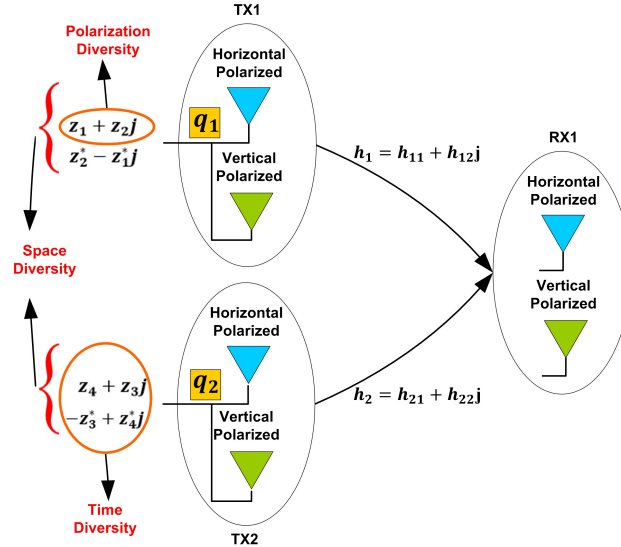 Polarization
Diversity
z₁ + z₂j
z₂* − z₁*j
Space
Diversity
z₄ + z₃j
−z₃* + z₄*j
Time
Diversity
TX1
Horizontal
Polarized
q₁
Vertical
Polarized
h₁ = h₁₁ + h₁₂j
RX1
Horizontal
Polarized
Vertical
Polarized
Horizontal
Polarized
q₂
Vertical
Polarized
TX2
h₂ = h₂₁ + h₂₂j